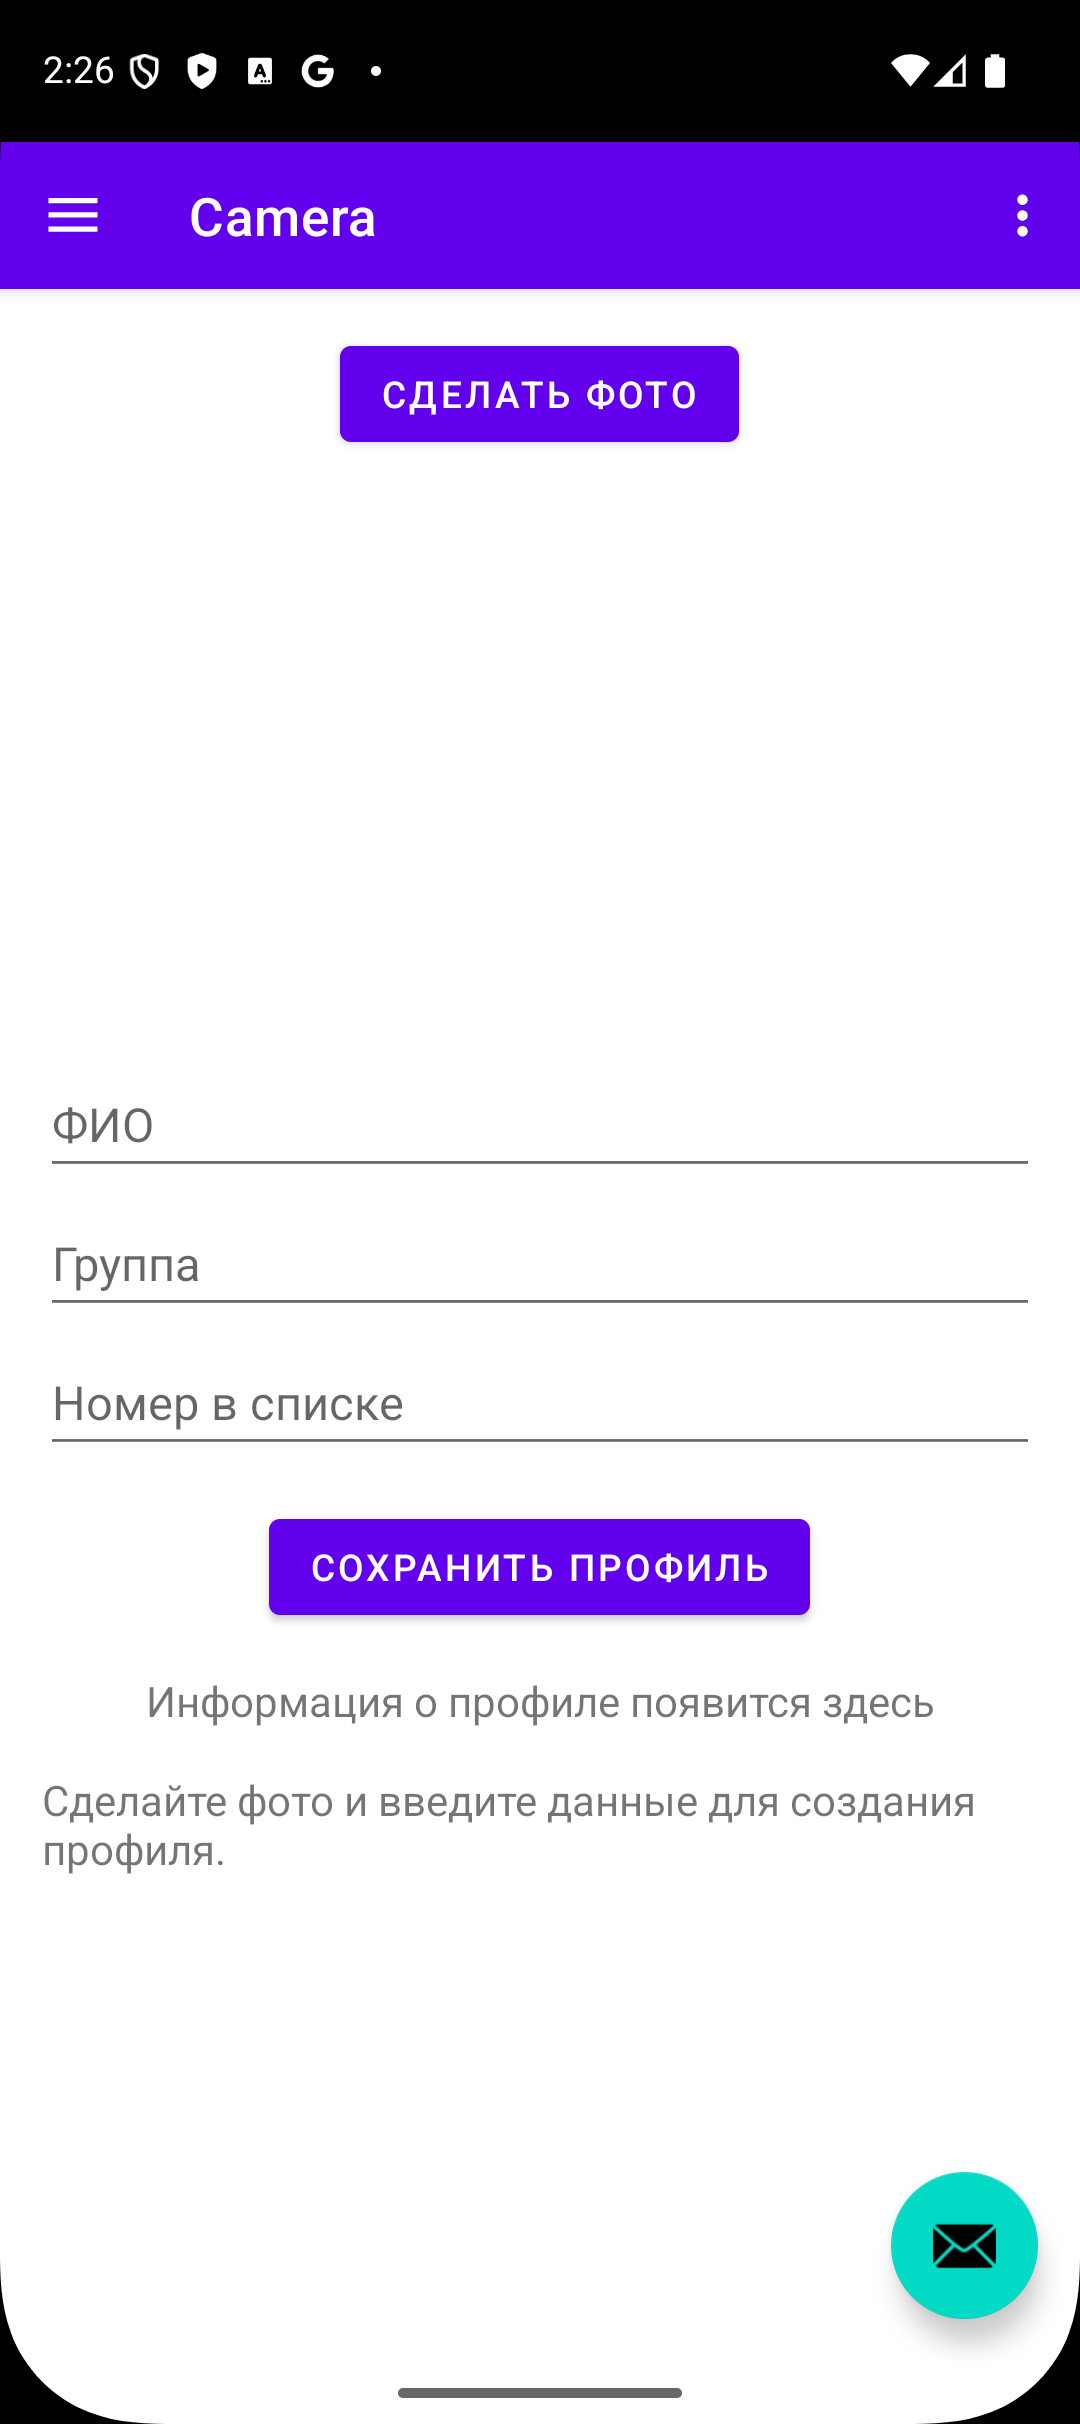 2:26
Camera
СДЕЛАТЬ ФОТО
ФИО
Группа
Номер в списке
СОХРАНИТЬ ПРОФИЛЬ
Информация о профиле появится здесь
Сделайте фото и введите данные для создания
профиля.